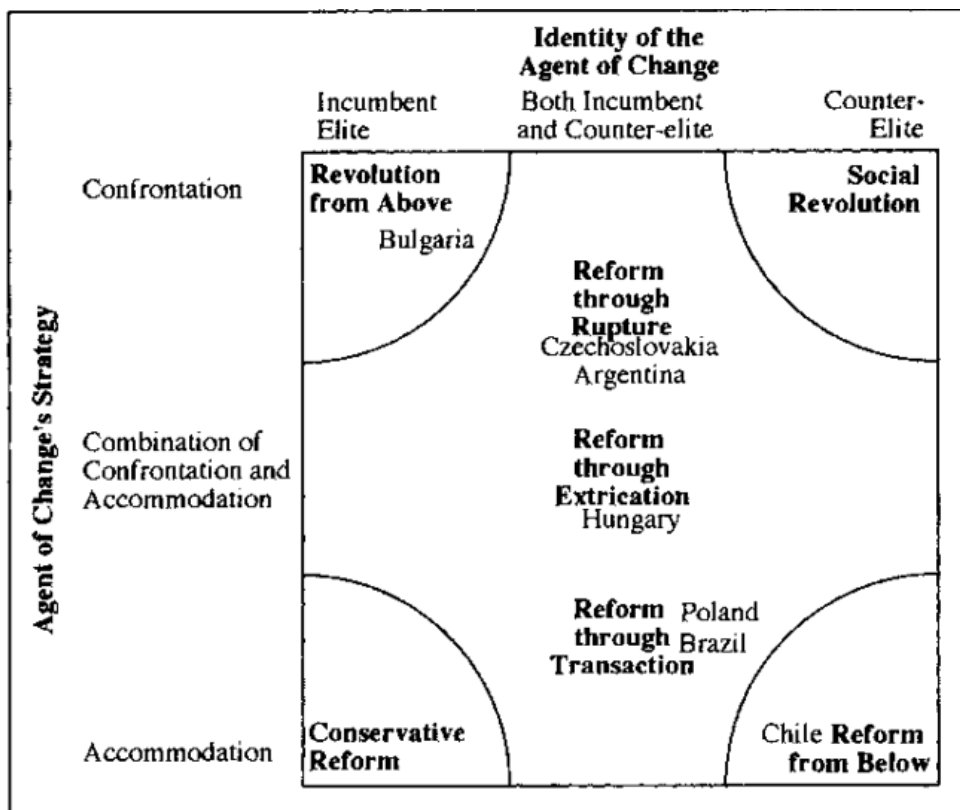 Identity of the
Agent of Change
Incumbent
Elite
Both Incumbent
and Counter-elite
Counter-
Elite
Agent of Change's Strategy
Confrontation
Revolution
from Above
Bulgaria
Social
Revolution
Reform
through
Rupture
Czechoslovakia
Argentina
Combination of
Confrontation and
Accommodation
Reform
through
Extrication
Hungary
Reform
through
Transaction
Poland
Brazil
Accommodation
Conservative
Reform
Chile Reform
from Below